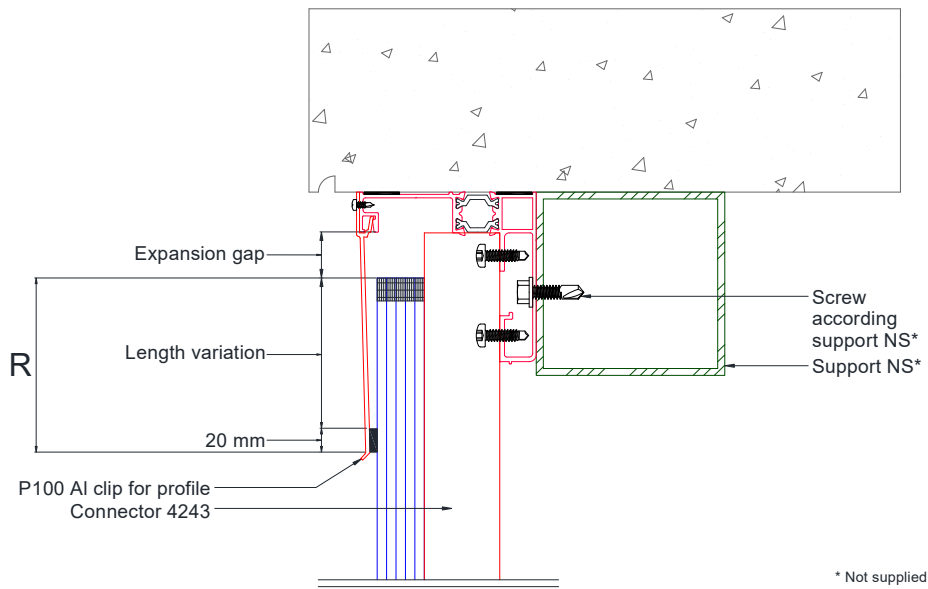 Expansion gap
Length variation
R
20 mm
P100 Al clip for profile
Connector 4243
Screw
according
support NS*
Support NS*
* Not supplied